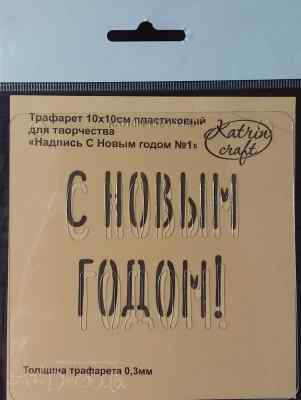 Трафарет 10х10см пластиковый
для творчества
«Надпись С Новым годом №1»
Katrin
craft
С НОВЫМ
ГОДОМ!
Толщина трафарета 0,3мм